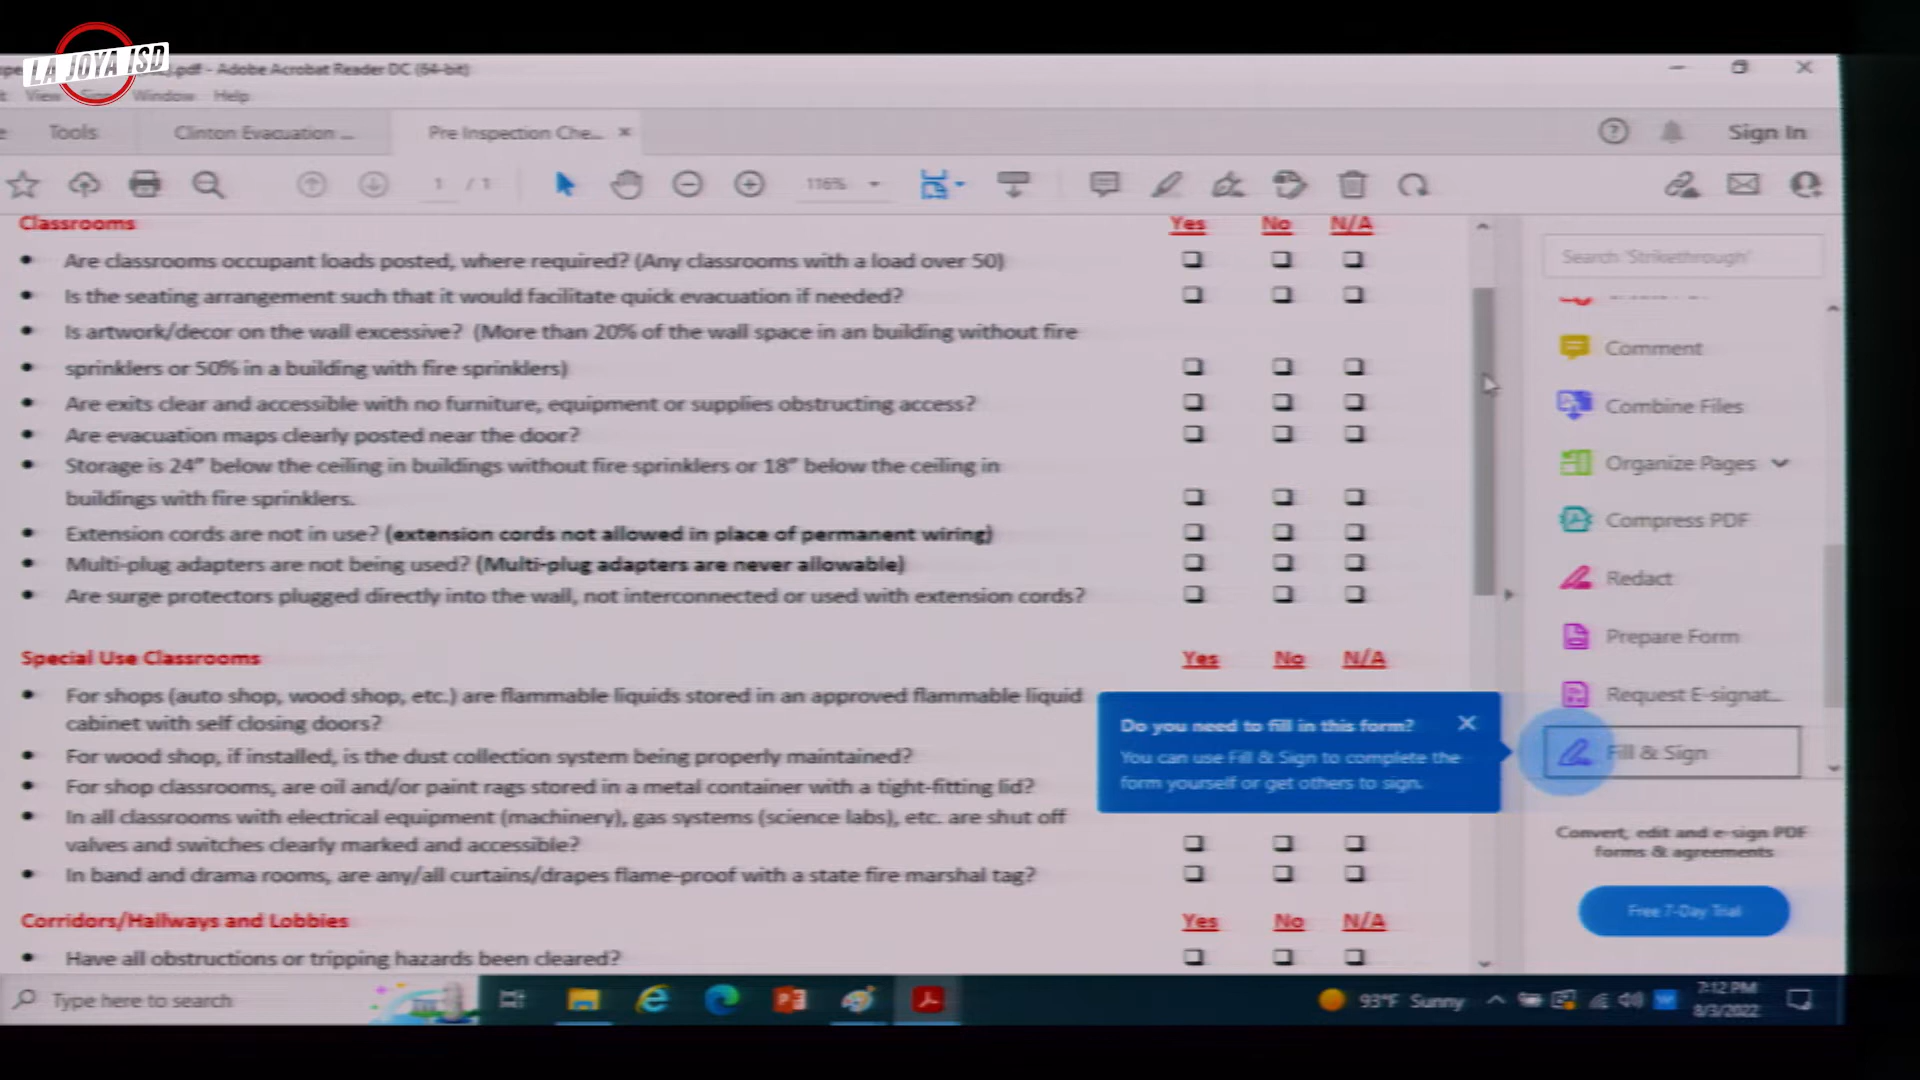 LA JOYA ISD
.pdf - Adobe Acrobat Reader DC (64-bit)
View Sign Window Help
Tools Clinton Evacuation ... Pre Inspection Che... × Sign In
1 / 1 116%
Classrooms Yes No N/A
Are classrooms occupant loads posted, where required? (Any classrooms with a load over 50)
Is the seating arrangement such that it would facilitate quick evacuation if needed?
Is artwork/decor on the wall excessive? (More than 20% of the wall space in an building without fire
sprinklers or 50% in a building with fire sprinklers)
Are exits clear and accessible with no furniture, equipment or supplies obstructing access?
Are evacuation maps clearly posted near the door?
Storage is 24" below the ceiling in buildings without fire sprinklers or 18" below the ceiling in
buildings with fire sprinklers.
Extension cords are not in use? (extension cords not allowed in place of permanent wiring)
Multi-plug adapters are not being used? (Multi-plug adapters are never allowable)
Are surge protectors plugged directly into the wall, not interconnected or used with extension cords?
Special Use Classrooms Yes No N/A
For shops (auto shop, wood shop, etc.) are flammable liquids stored in an approved flammable liquid
cabinet with self closing doors?
For wood shop, if installed, is the dust collection system being properly maintained?
For shop classrooms, are oil and/or paint rags stored in a metal container with a tight-fitting lid?
In all classrooms with electrical equipment (machinery), gas systems (science labs), etc. are shut off
valves and switches clearly marked and accessible?
In band and drama rooms, are any/all curtains/drapes flame-proof with a state fire marshal tag?
Corridors/Hallways and Lobbies Yes No N/A
Have all obstructions or tripping hazards been cleared?
Do you need to fill in this form?
You can use Fill & Sign to complete the
form yourself or get others to sign.
Search 'Strikethrough'
Comment
Combine Files
Organize Pages
Compress PDF
Redact
Prepare Form
Request E-signat...
Fill & Sign
Convert, edit and e-sign PDF
forms & agreements
Free 7-Day Trial
Type here to search
93°F Sunny
7:12 PM
8/3/2022